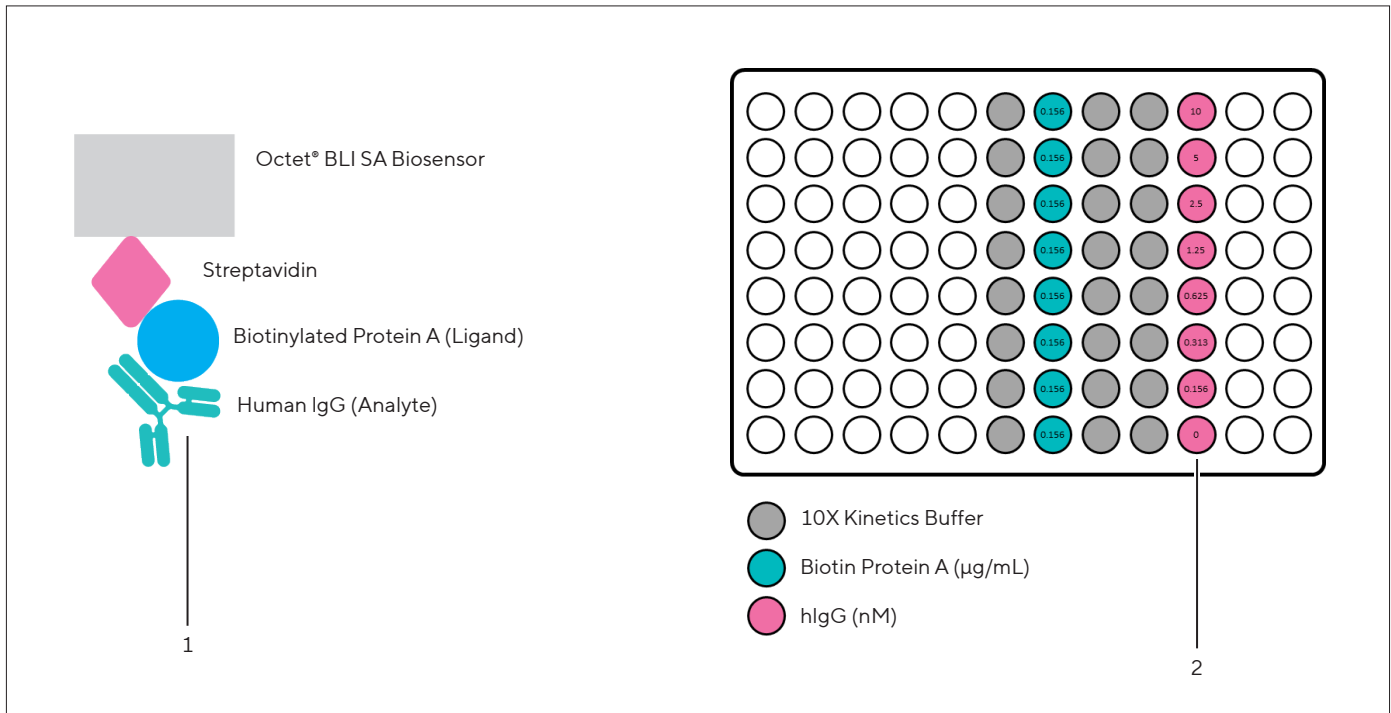 Octet® BLI SA Biosensor
Streptavidin
Biotinylated Protein A (Ligand)
Human IgG (Analyte)
1
0.156 10
0.156 5
0.156 2.5
0.156 1.25
0.156 0.625
0.156 0.313
0.156 0.156
0.156 0
10X Kinetics Buffer
Biotin Protein A (µg/mL)
hIgG (nM)
2